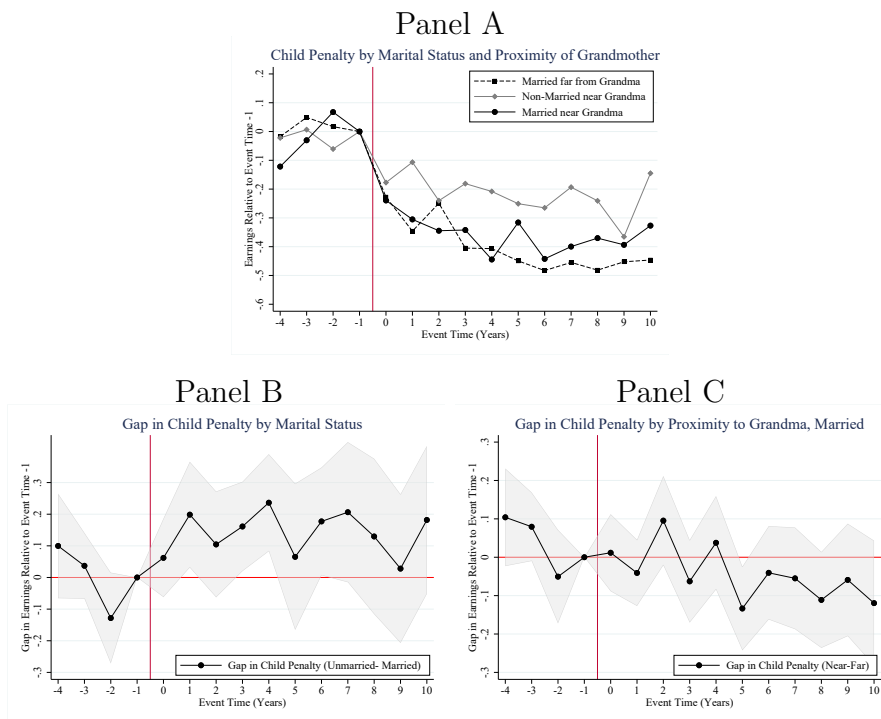 Panel A
Child Penalty by Marital Status and Proximity of Grandmother
Earnings Relative to Event Time -1
.2
.1
0
-.1
-.2
-.3
-.4
-.5
-.6
Married far from Grandma
Non-Married near Grandma
Married near Grandma
-4 -3 -2 -1 0 1 2 3 4 5 6 7 8 9 10
Event Time (Years)
Panel B
Gap in Child Penalty by Marital Status
Gap in Earnings Relative to Event Time -1
.3
.2
.1
0
-.1
-.2
-.3
Gap in Child Penalty (Unmarried- Married)
-4 -3 -2 -1 0 1 2 3 4 5 6 7 8 9 10
Event Time (Years)
Panel C
Gap in Child Penalty by Proximity to Grandma, Married
Gap in Earnings Relative to Event Time -1
.3
.2
.1
0
-.1
-.2
-.3
Gap in Child Penalty (Near-Far)
-4 -3 -2 -1 0 1 2 3 4 5 6 7 8 9 10
Event Time (Years)